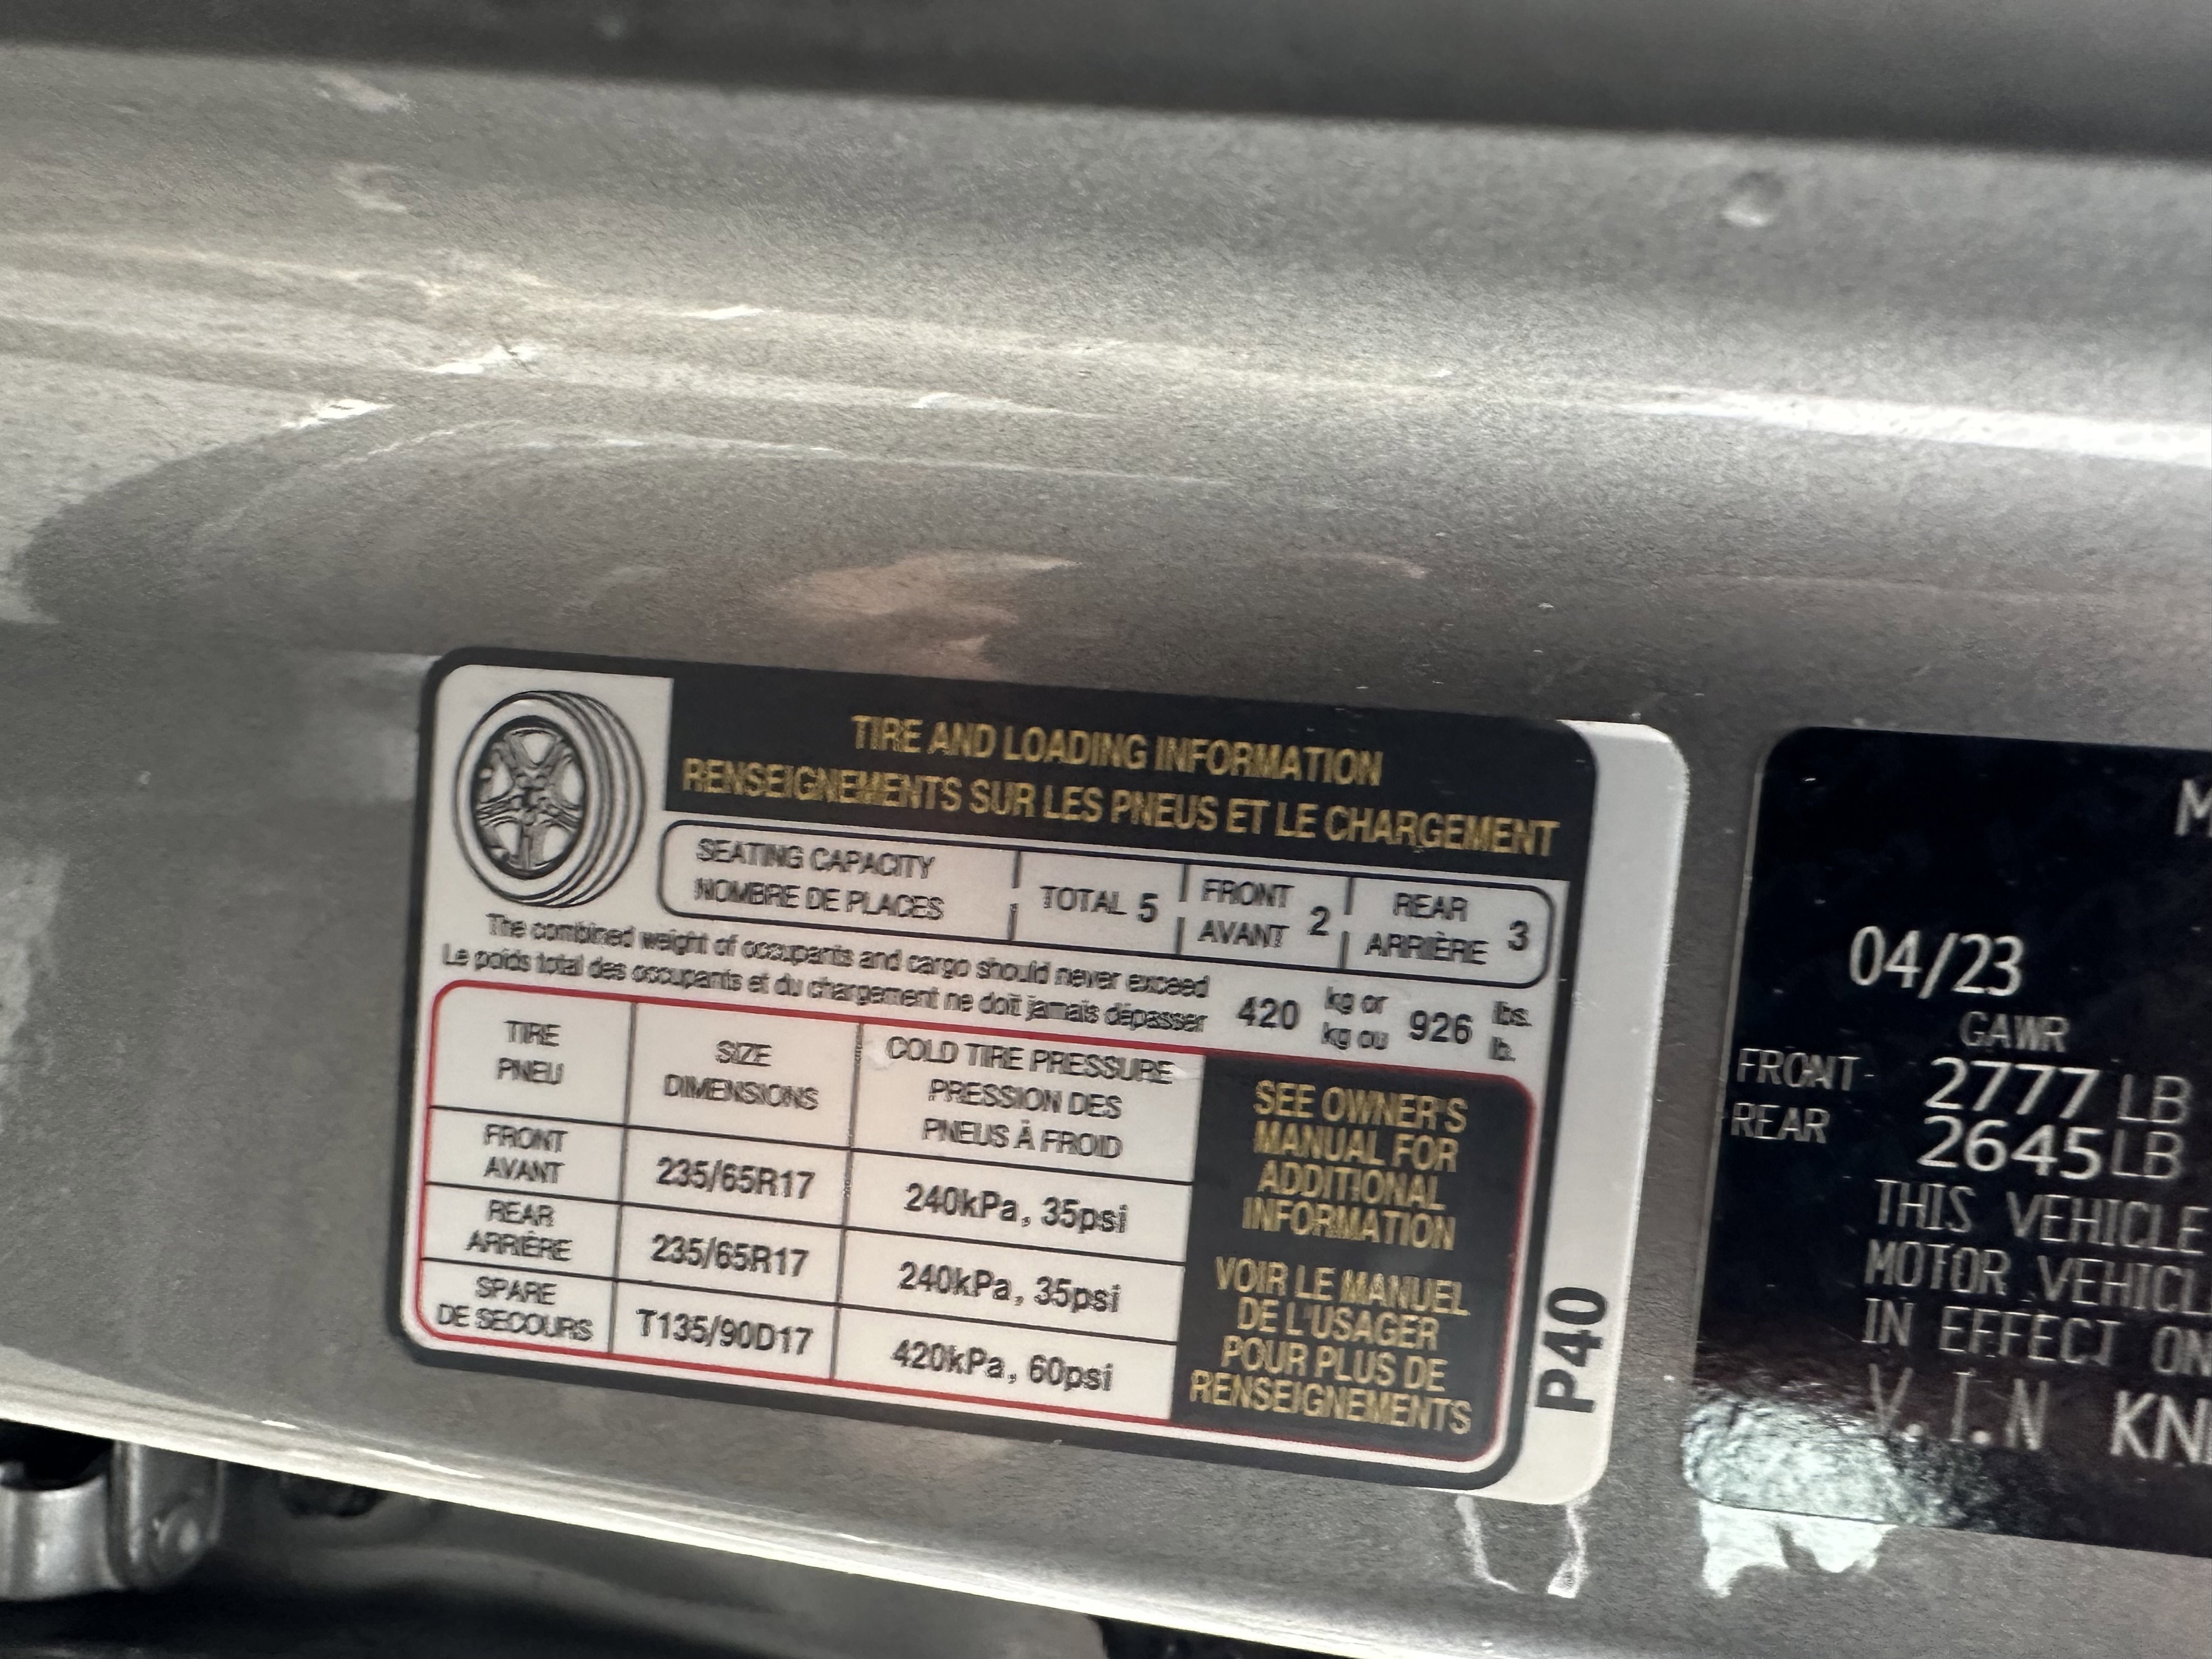 TIRE AND LOADING INFORMATION
RENSEIGNEMENTS SUR LES PNEUS ET LE CHARGEMENT
SEATING CAPACITY
NOMBRE DE PLACES
TOTAL 5
FRONT
AVANT
2
REAR
ARRIÈRE
3
The combined weight of occupants and cargo should never exceed
Le poids total des occupants et du chargement ne doit jamais dépasser
420
kg or
kg ou
926
lbs.
lb.
TIRE
PNEU
SIZE
DIMENSIONS
COLD TIRE PRESSURE
PRESSION DES
PNEUS À FROID
FRONT
AVANT
235/65R17
240kPa, 35psi
REAR
ARRIÈRE
235/65R17
240kPa, 35psi
SPARE
DE SECOURS
T135/90D17
420kPa, 60psi
SEE OWNER'S
MANUAL FOR
ADDITIONAL
INFORMATION
VOIR LE MANUEL
DE L'USAGER
POUR PLUS DE
RENSEIGNEMENTS
P40
M
04/23
GAWR
FRONT- 2777 LB
REAR 2645LB
THIS VEHICLE
MOTOR VEHICL
IN EFFECT ON
V.I.N KN